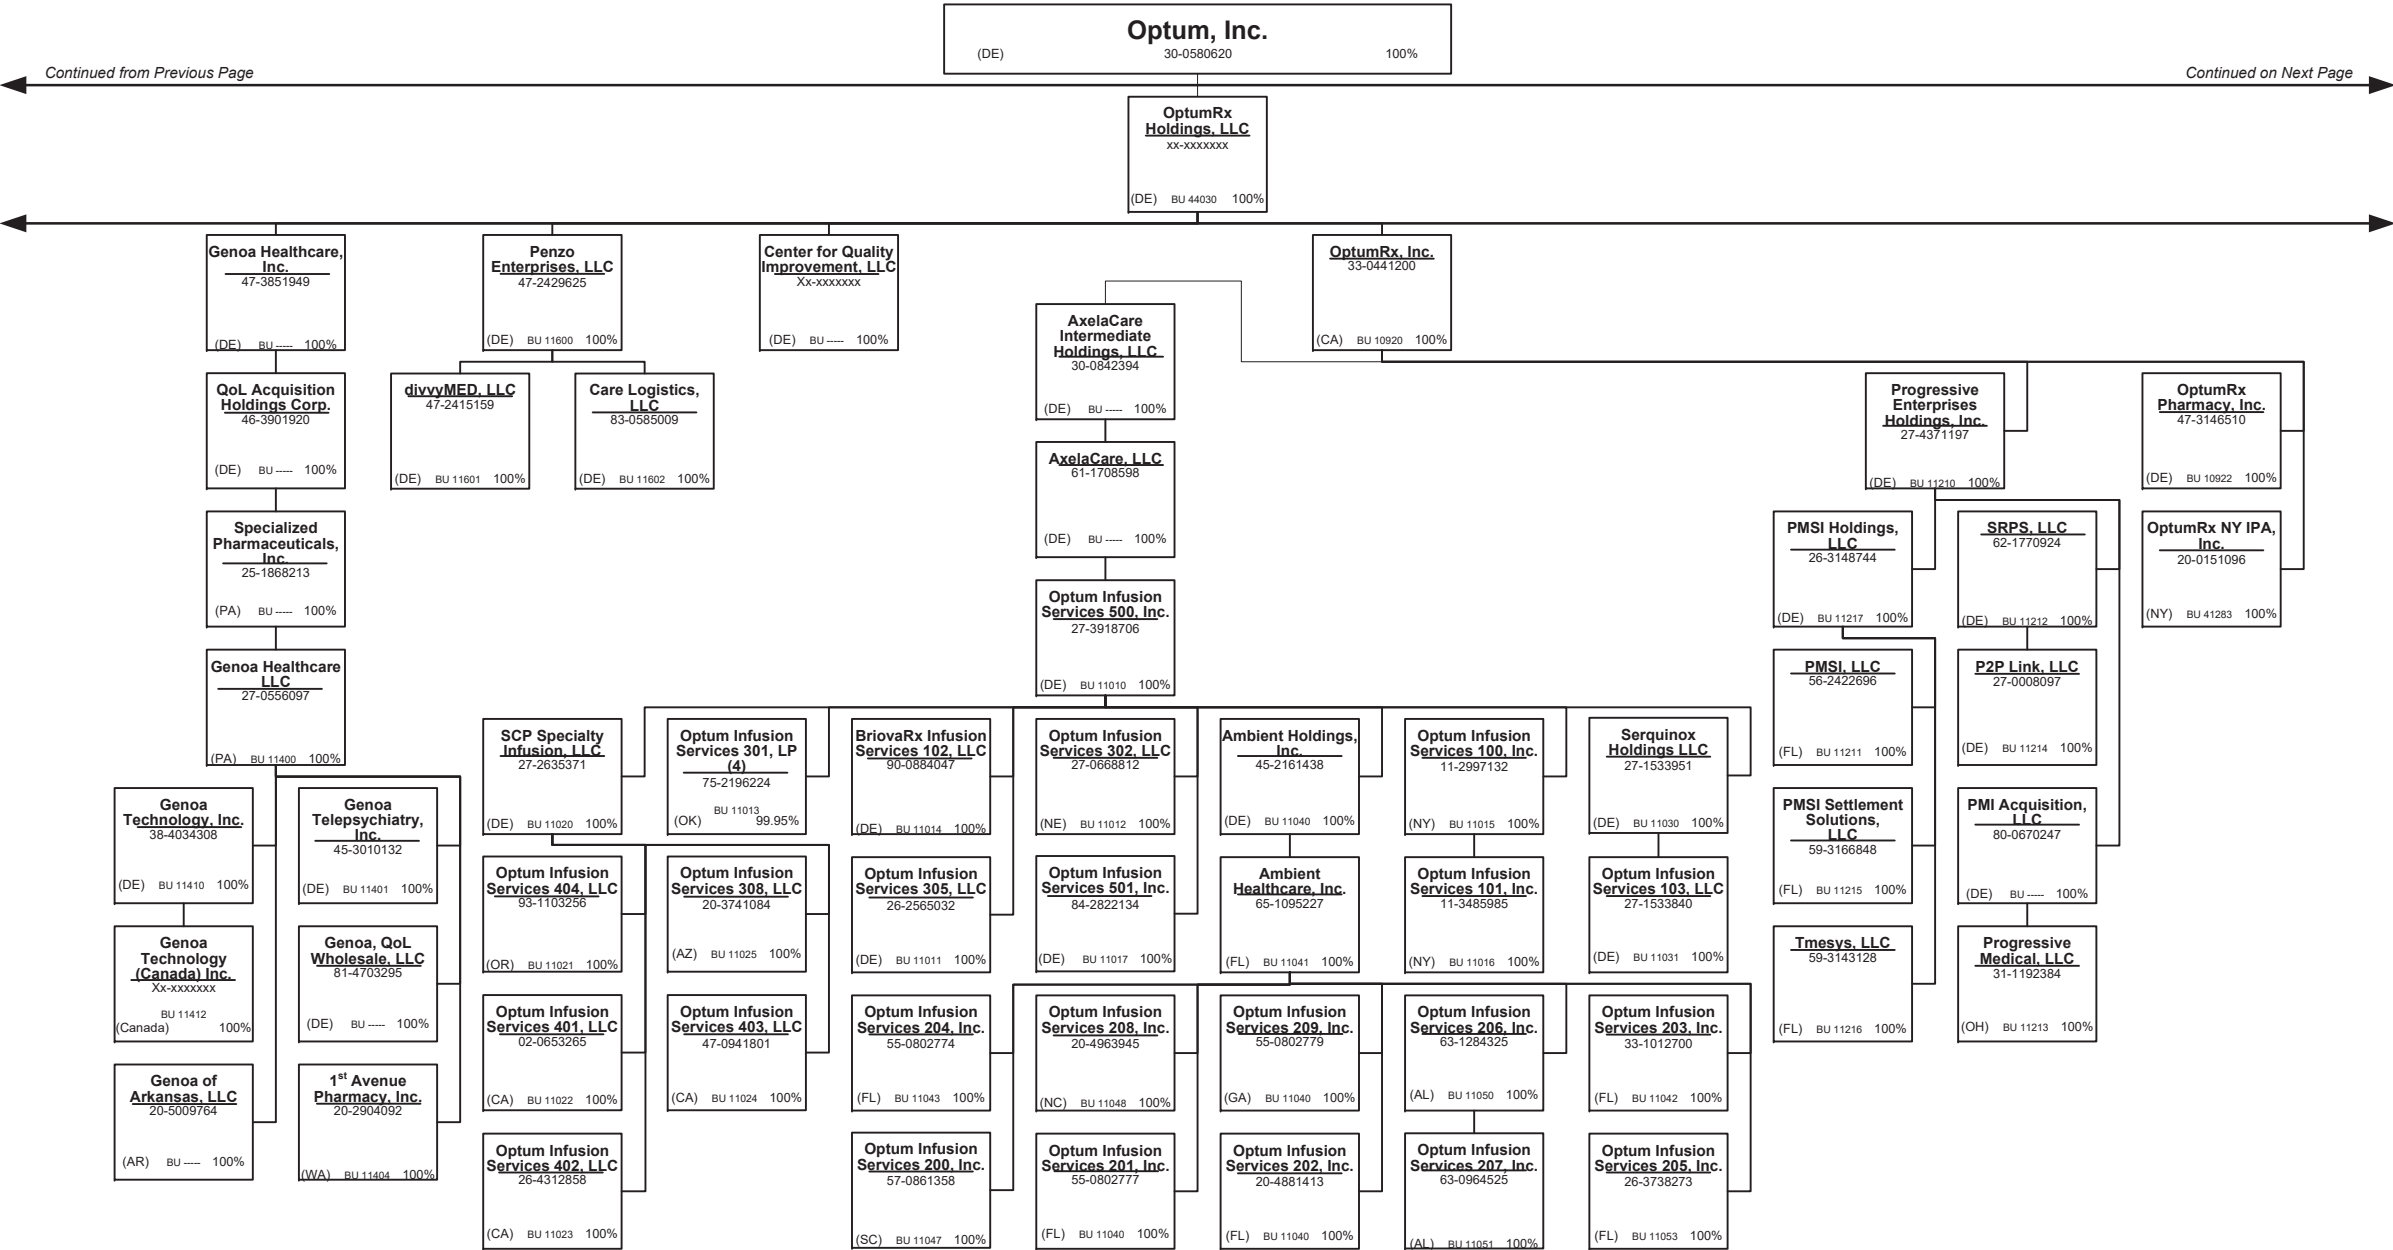 Optum, Inc.
(DE) 30-0580620 100%
Continued from Previous Page
Continued on Next Page
OptumRx
Holdings, LLC
xx-xxxxxxx
(DE) BU 44030 100%
Genoa Healthcare,
Inc.
47-3851949
(DE) BU ----- 100%
Penzo
Enterprises, LLC
47-2429625
(DE) BU 11600 100%
Center for Quality
Improvement, LLC
Xx-xxxxxxx
(DE) BU ----- 100%
OptumRx, Inc.
33-0441200
(CA) BU 10920 100%
AxelaCare
Intermediate
Holdings, LLC
30-0842394
(DE) BU ----- 100%
QoL Acquisition
Holdings Corp.
46-3901920
(DE) BU ----- 100%
divvyMED, LLC
47-2415159
(DE) BU 11601 100%
Care Logistics,
LLC
83-0585009
(DE) BU 11602 100%
Progressive
Enterprises
Holdings, Inc.
27-4371197
(DE) BU 11210 100%
OptumRx
Pharmacy, Inc.
47-3146510
(DE) BU 10922 100%
AxelaCare, LLC
61-1708598
(DE) BU ----- 100%
Specialized
Pharmaceuticals,
Inc.
25-1868213
(PA) BU ----- 100%
PMSI Holdings,
LLC
26-3148744
(DE) BU 11217 100%
SRPS, LLC
62-1770924
(DE) BU 11212 100%
OptumRx NY IPA,
Inc.
20-0151096
(NY) BU 41283 100%
Optum Infusion
Services 500, Inc.
27-3918706
(DE) BU 11010 100%
Genoa Healthcare
LLC
27-0556097
(PA) BU 11400 100%
PMSI, LLC
56-2422696
(FL) BU 11211 100%
P2P Link, LLC
27-0008097
(DE) BU 11214 100%
SCP Specialty
Infusion, LLC
27-2635371
(DE) BU 11020 100%
Optum Infusion
Services 301, LP
(4)
75-2196224
BU 11013
(OK) 99.95%
BriovaRx Infusion
Services 102, LLC
90-0884047
(DE) BU 11014 100%
Optum Infusion
Services 302, LLC
27-0668812
(NE) BU 11012 100%
Ambient Holdings,
Inc.
45-2161438
(DE) BU 11040 100%
Optum Infusion
Services 100, Inc.
11-2997132
(NY) BU 11015 100%
Serquinox
Holdings LLC
27-1533951
(DE) BU 11030 100%
Genoa
Technology, Inc.
38-4034308
(DE) BU 11410 100%
Genoa
Telepsychiatry,
Inc.
45-3010132
(DE) BU 11401 100%
PMSI Settlement
Solutions,
LLC
59-3166848
(FL) BU 11215 100%
PMI Acquisition,
LLC
80-0670247
(DE) BU ----- 100%
Optum Infusion
Services 404, LLC
93-1103256
(OR) BU 11021 100%
Optum Infusion
Services 308, LLC
20-3741084
(AZ) BU 11025 100%
Optum Infusion
Services 305, LLC
26-2565032
(DE) BU 11011 100%
Optum Infusion
Services 501, Inc.
84-2822134
(DE) BU 11017 100%
Ambient
Healthcare, Inc.
65-1095227
(FL) BU 11041 100%
Optum Infusion
Services 101, Inc.
11-3485985
(NY) BU 11016 100%
Optum Infusion
Services 103, LLC
27-1533840
(DE) BU 11031 100%
Genoa
Technology
(Canada) Inc.
Xx-xxxxxxx
BU 11412
(Canada) 100%
Genoa, QoL
Wholesale, LLC
81-4703295
(DE) BU ----- 100%
Tmesys, LLC
59-3143128
(FL) BU 11216 100%
Progressive
Medical, LLC
31-1192384
(OH) BU 11213 100%
Optum Infusion
Services 401, LLC
02-0653265
(CA) BU 11022 100%
Optum Infusion
Services 403, LLC
47-0941801
(CA) BU 11024 100%
Optum Infusion
Services 204, Inc.
55-0802774
(FL) BU 11043 100%
Optum Infusion
Services 208, Inc.
20-4963945
(NC) BU 11048 100%
Optum Infusion
Services 209, Inc.
55-0802779
(GA) BU 11040 100%
Optum Infusion
Services 206, Inc.
63-1284325
(AL) BU 11050 100%
Optum Infusion
Services 203, Inc.
33-1012700
(FL) BU 11042 100%
Genoa of
Arkansas, LLC
20-5009764
(AR) BU ----- 100%
1st Avenue
Pharmacy, Inc.
20-2904092
(WA) BU 11404 100%
Optum Infusion
Services 402, LLC
26-4312858
(CA) BU 11023 100%
Optum Infusion
Services 200, Inc.
57-0861358
(SC) BU 11047 100%
Optum Infusion
Services 201, Inc.
55-0802777
(FL) BU 11040 100%
Optum Infusion
Services 202, Inc.
20-4881413
(FL) BU 11040 100%
Optum Infusion
Services 207, Inc.
63-0964525
(AL) BU 11051 100%
Optum Infusion
Services 205, Inc.
26-3738273
(FL) BU 11053 100%